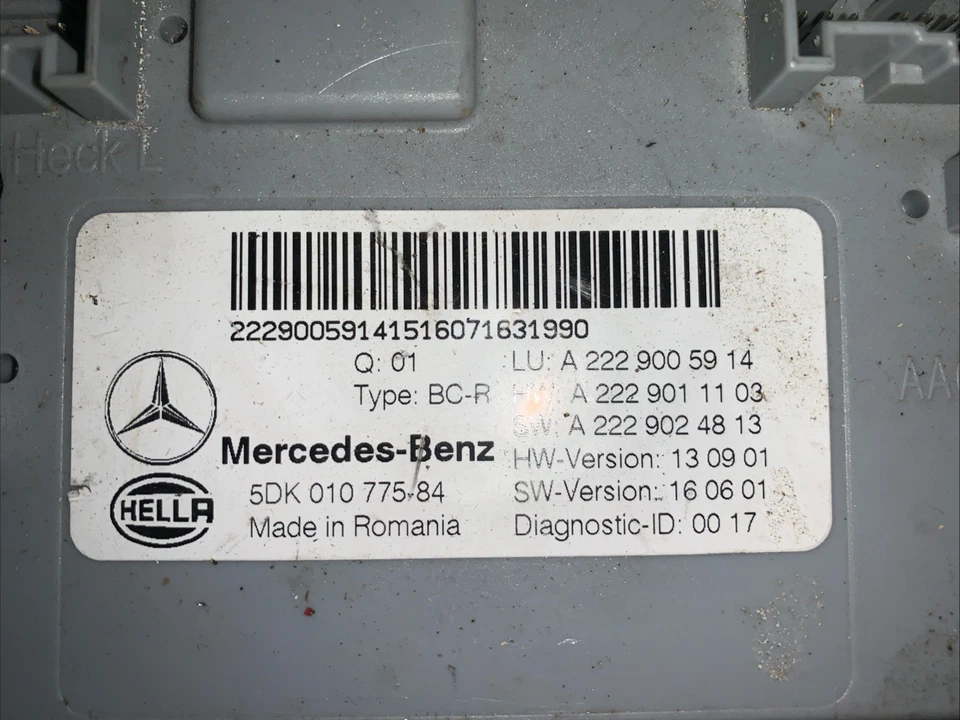 Heck L
2229005914151607163​1990
Q: 01 LU: A 222 900 59 14
Type: BC-R HW: A 222 901 11 03
SW: A 222 902 48 13
Mercedes-Benz
HW-Version: 13 09 01
5DK 010 775-84 SW-Version: 16 06 01
HELLA
Made in Romania Diagnostic-ID: 00 17